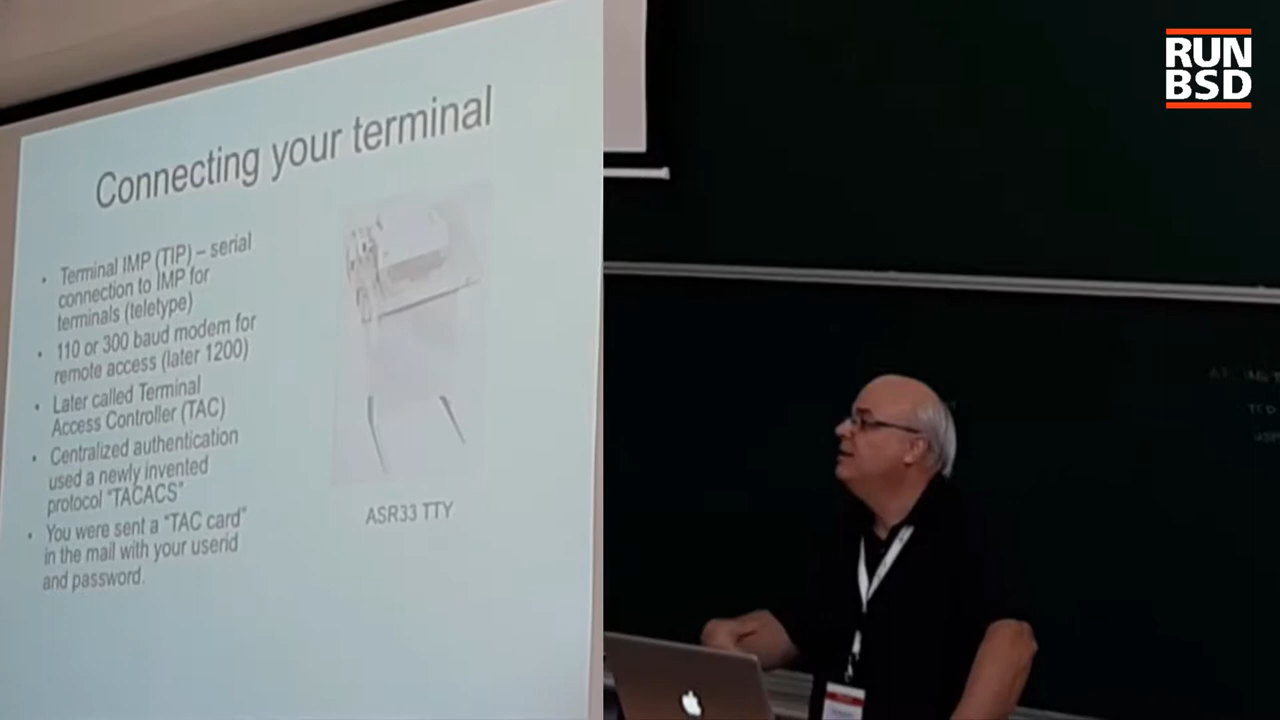 Connecting your terminal
• Terminal IMP (TIP) – serial
connection to IMP for
terminals (teletype)
• 110 or 300 baud modem for
remote access (later 1200)
• Later called Terminal
Access Controller (TAC)
• Centralized authentication
used a newly invented
protocol "TACACS"
• You were sent a "TAC card"
in the mail with your userid
and password.
ASR33 TTY
RUN
BSD